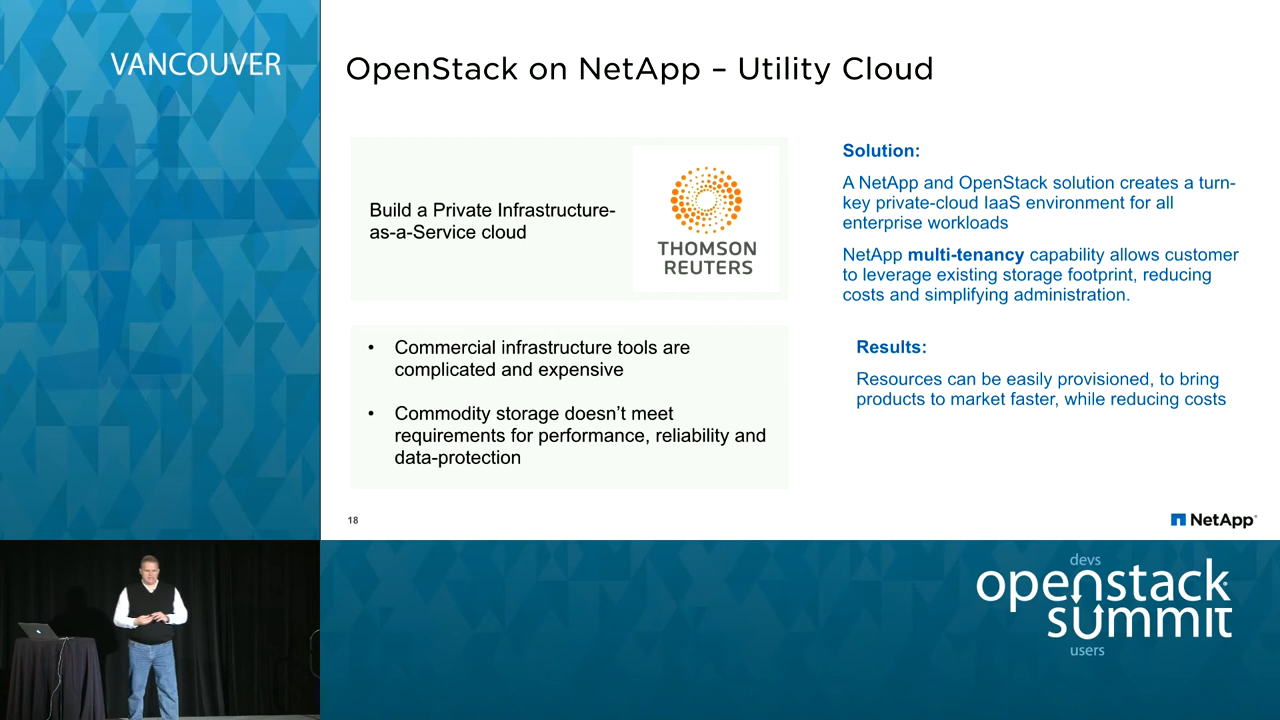 VANCOUVER
OpenStack on NetApp – Utility Cloud
Build a Private Infrastructure-
as-a-Service cloud
THOMSON
REUTERS
• Commercial infrastructure tools are
complicated and expensive
• Commodity storage doesn’t meet
requirements for performance, reliability and
data-protection
Solution:
A NetApp and OpenStack solution creates a turn-
key private-cloud IaaS environment for all
enterprise workloads
NetApp multi-tenancy capability allows customer
to leverage existing storage footprint, reducing
costs and simplifying administration.
Results:
Resources can be easily provisioned, to bring
products to market faster, while reducing costs
18
NetApp
devs
openstack
summit
users